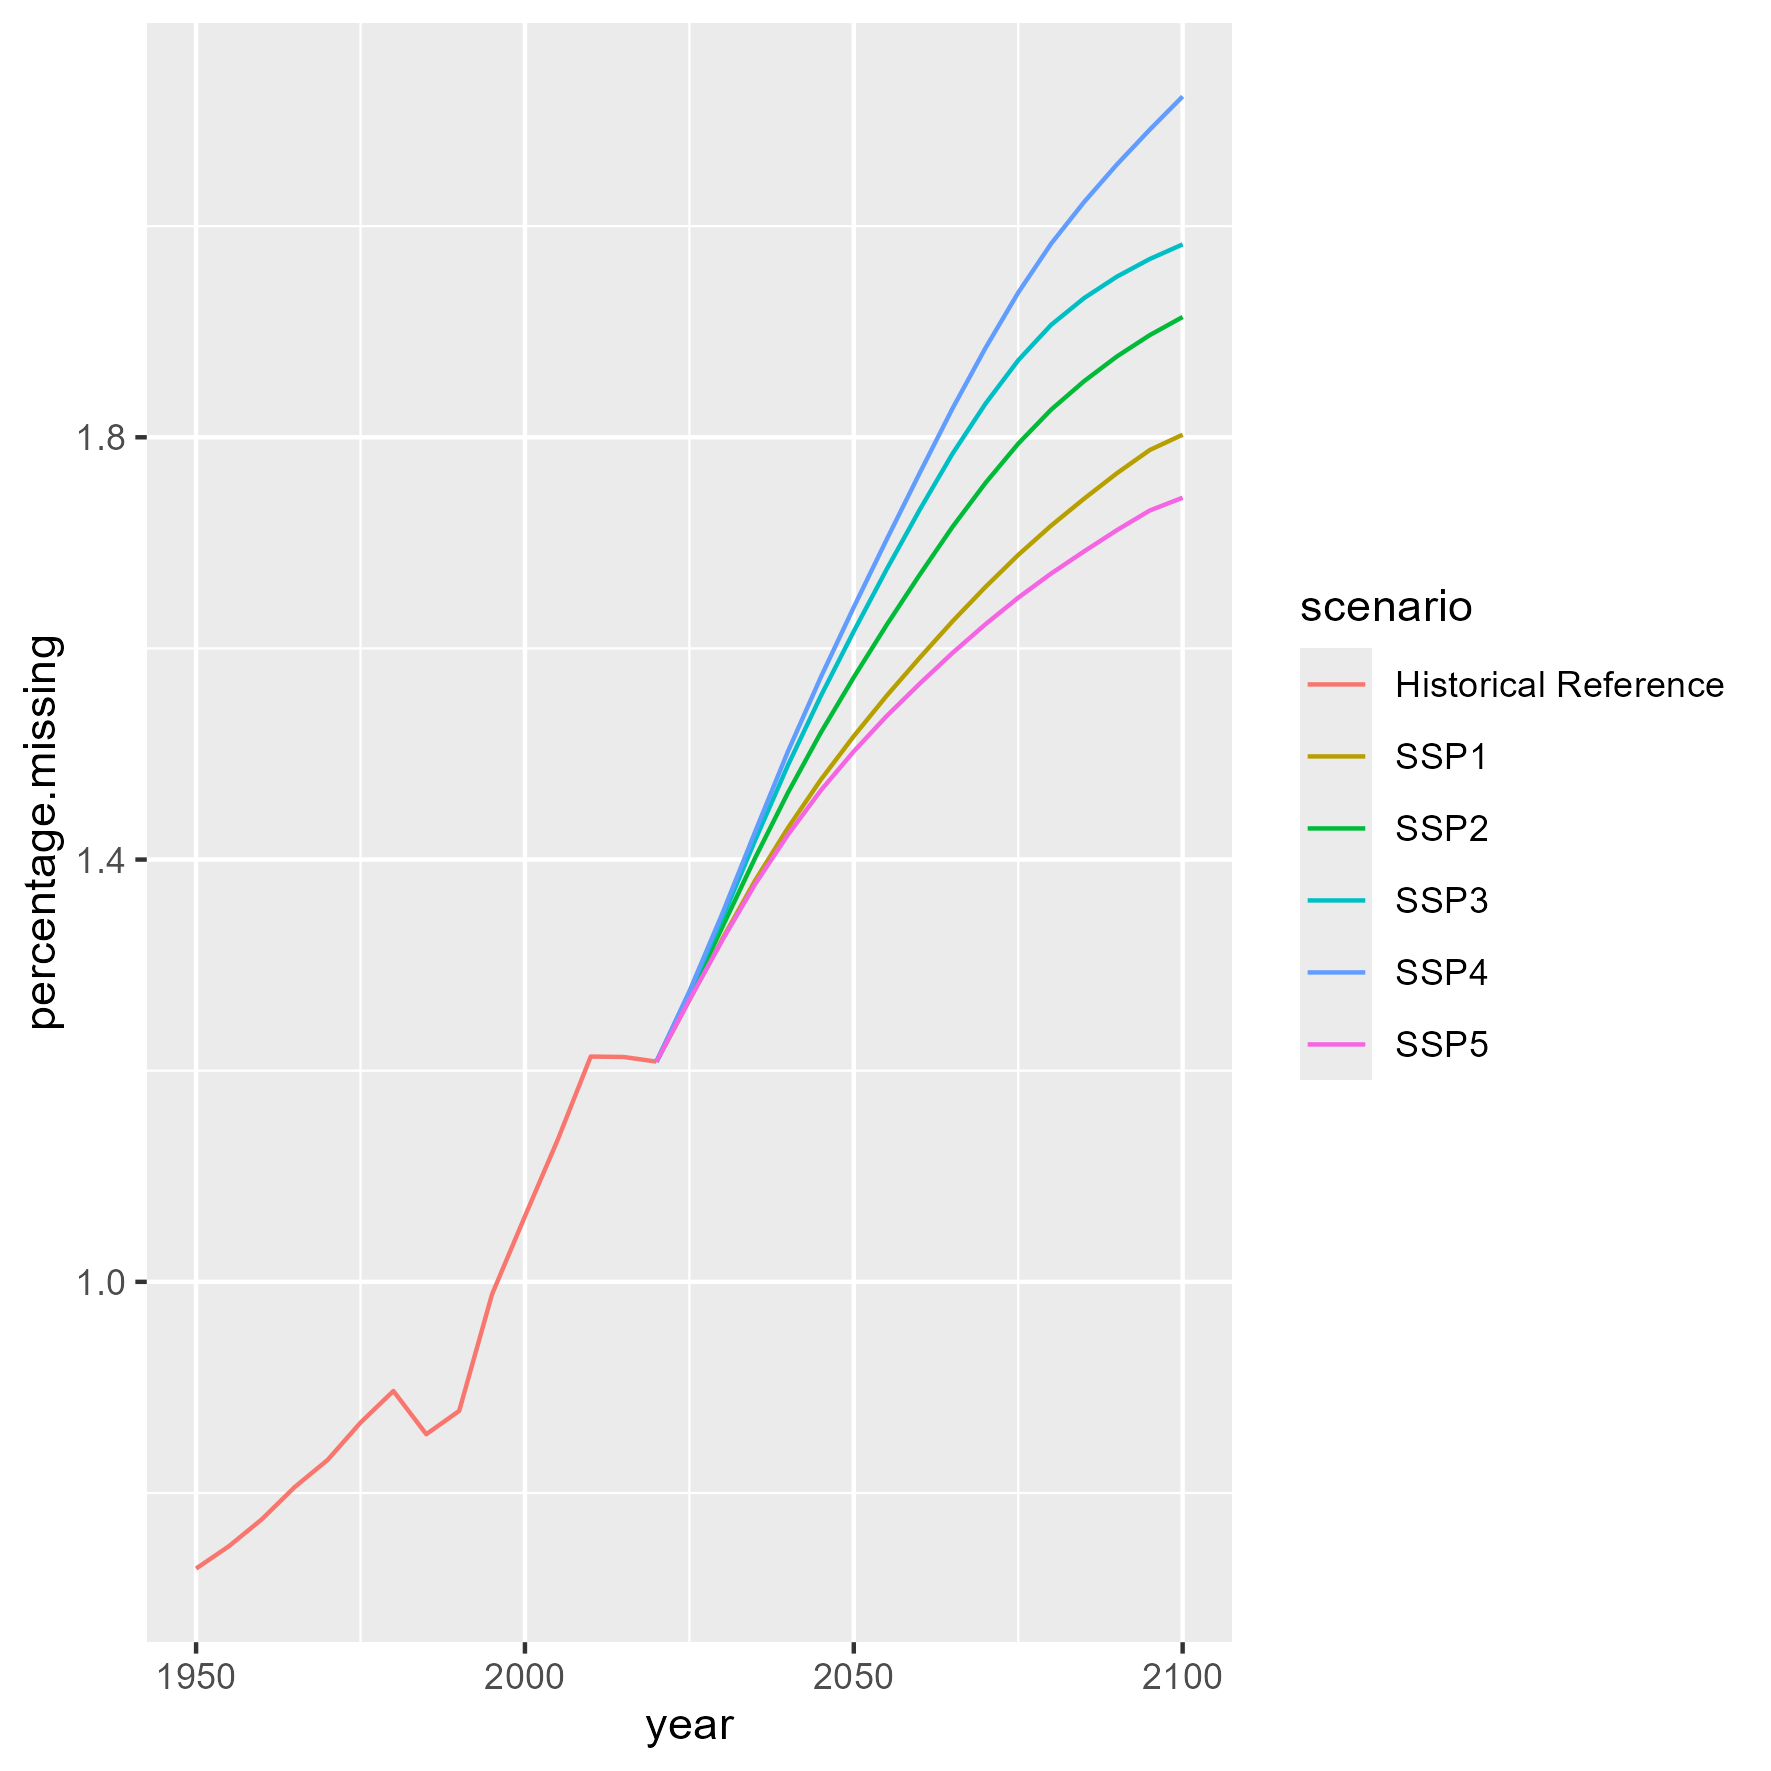 percentage.missing
1.8
1.4
1.0
1950 2000 2050 2100
year
scenario
Historical Reference
SSP1
SSP2
SSP3
SSP4
SSP5